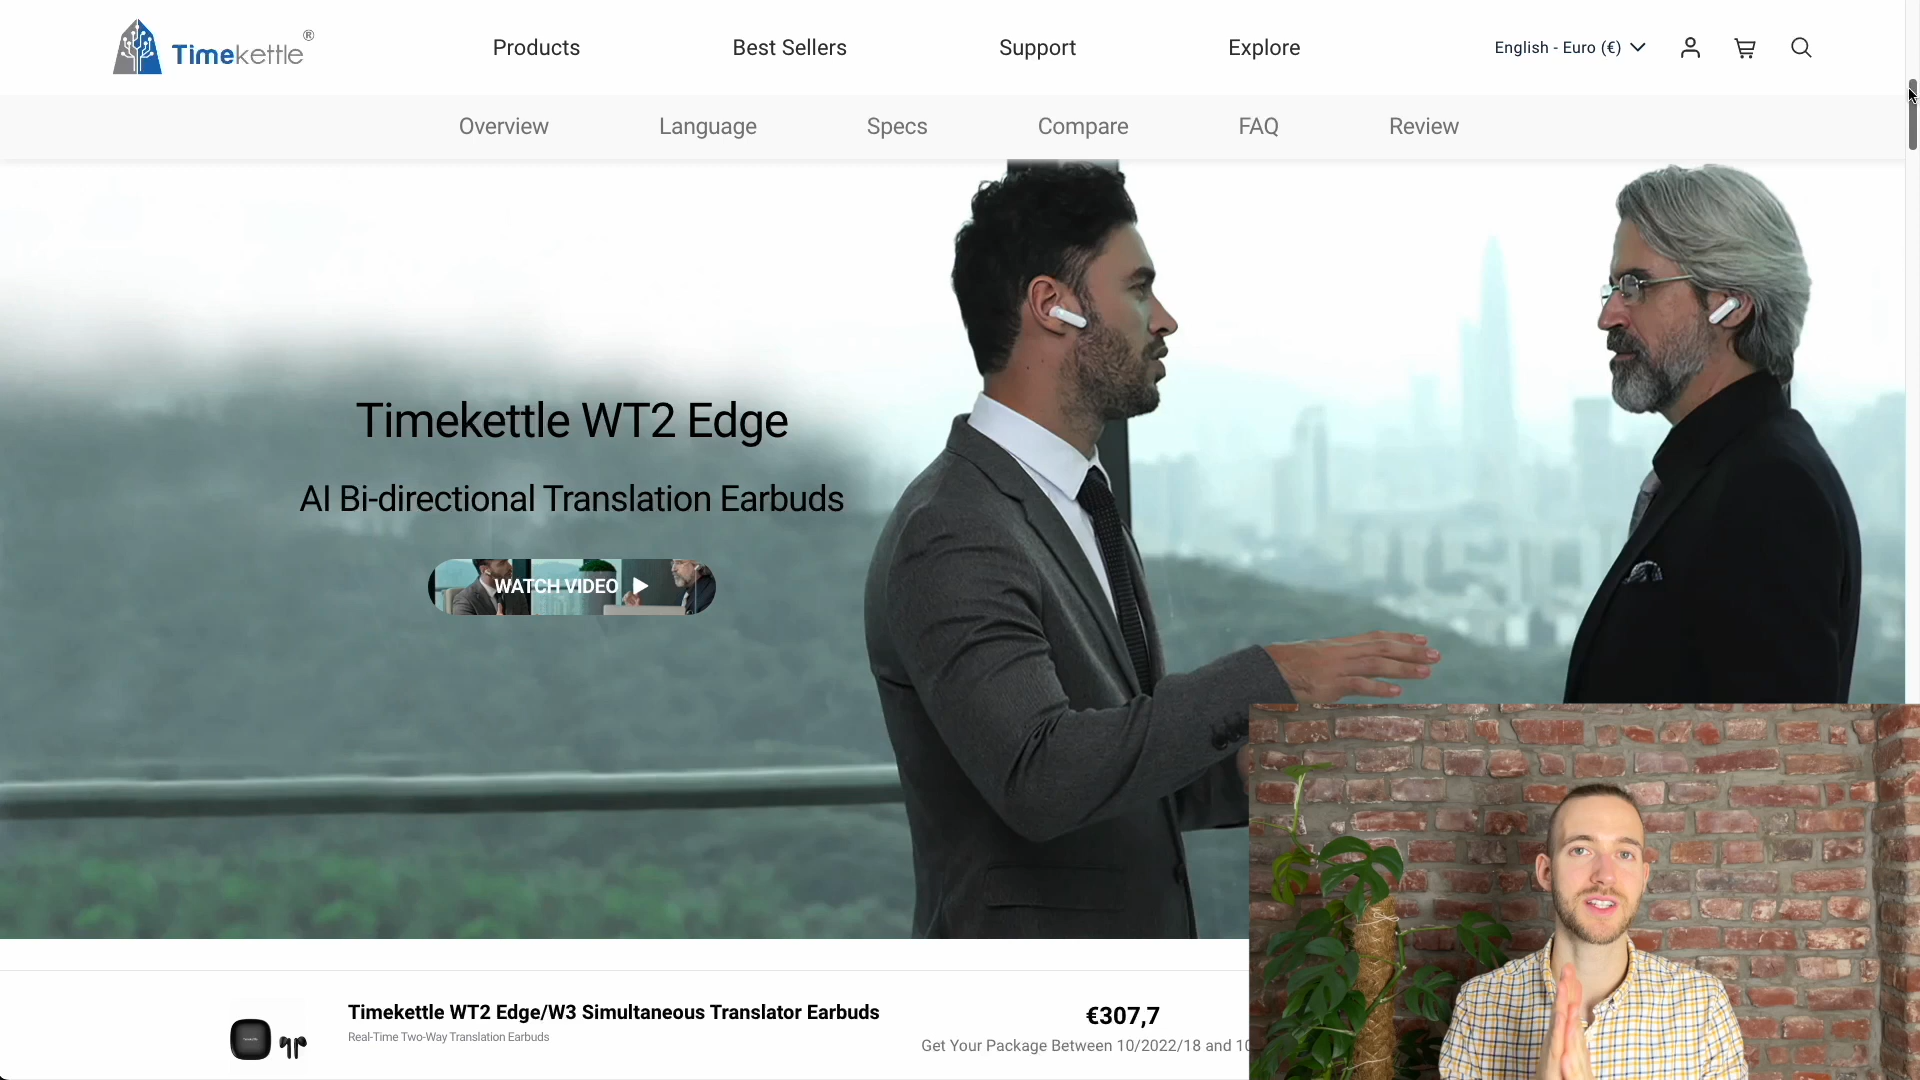 Timekettle®
Products
Best Sellers
Support
Explore
English - Euro (€)
Overview
Language
Specs
Compare
FAQ
Review
Timekettle WT2 Edge
AI Bi-directional Translation Earbuds
WATCH VIDEO
Timekettle WT2 Edge/W3 Simultaneous Translator Earbuds
Real-Time Two-Way Translation Earbuds
€307,7
Get Your Package Between 10/2022/18 and 10